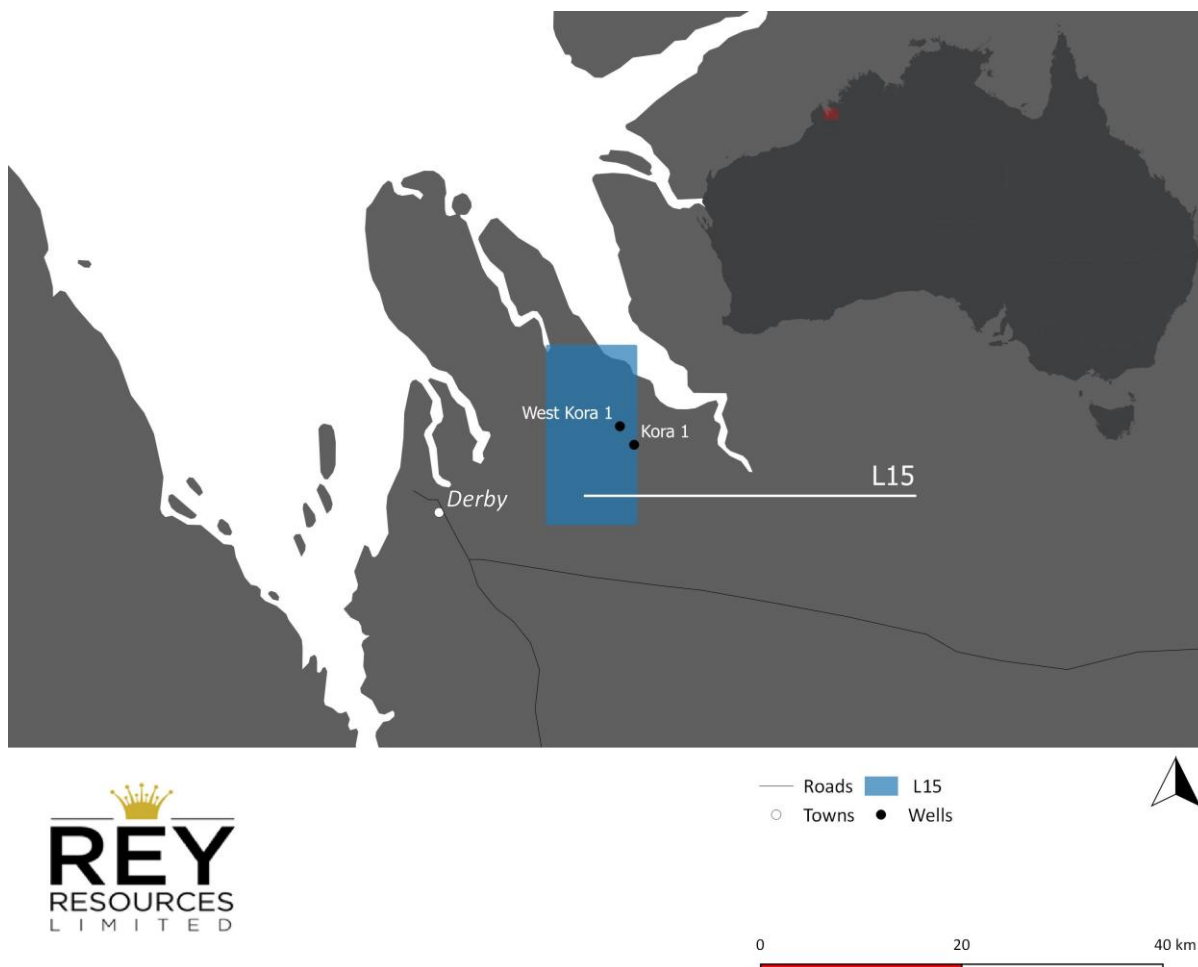 West Kora 1
Kora 1
L15
Derby
REY
RESOURCES
LIMITED
Roads
L15
Towns
Wells
0
20
40 km